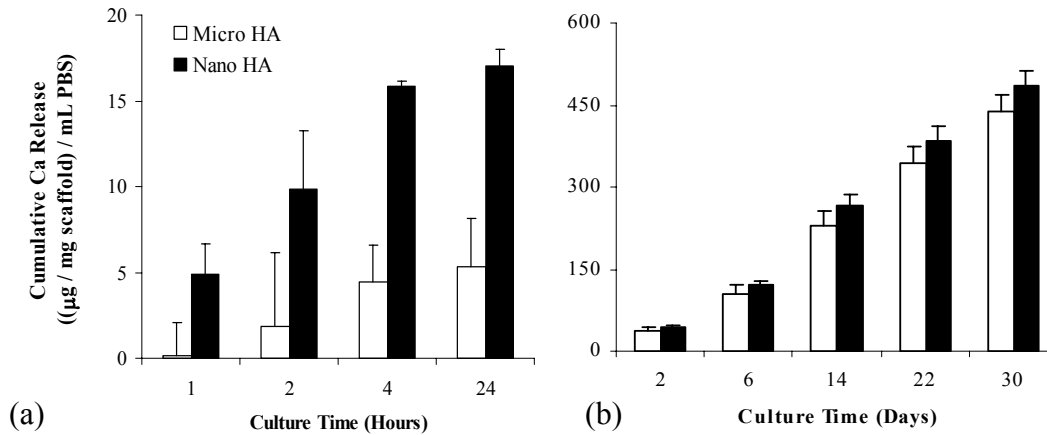 Cumulative Ca Release
((µg / mg scaffold) / mL PBS)
20
15
10
5
0
Micro HA
Nano HA
1 2 4 24
Culture Time (Hours)
(a)
600
450
300
150
0
2 6 14 22 30
Culture Time (Days)
(b)